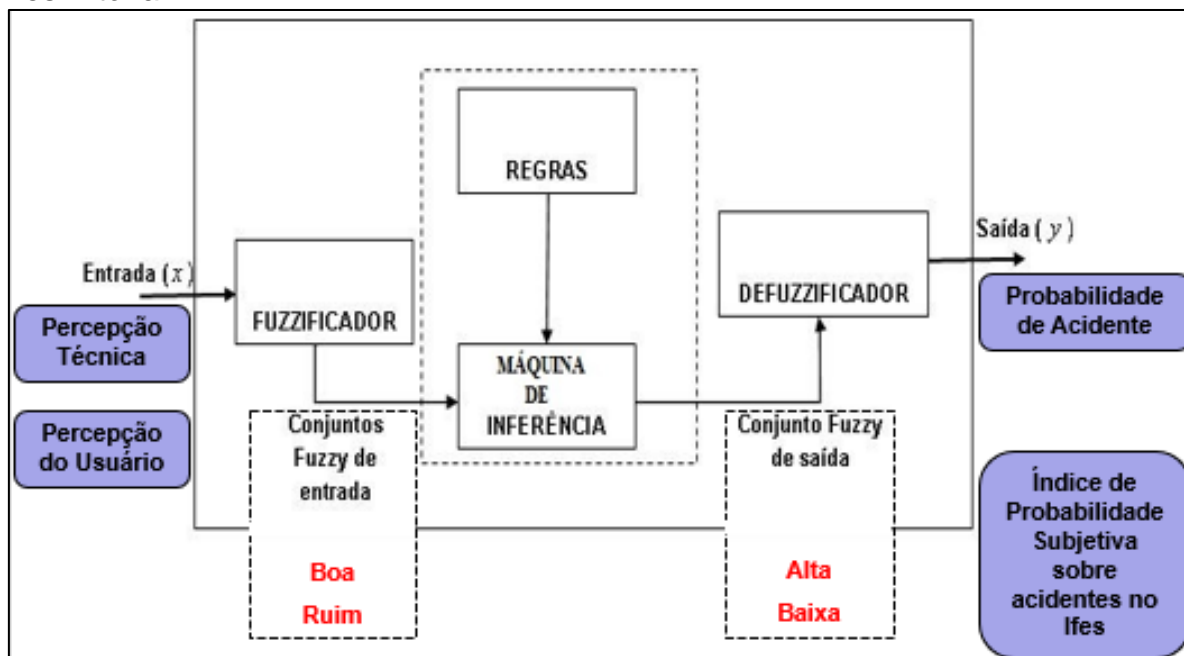 REGRAS
Saída ( y )
Entrada (x)
DEFUZZIFICADOR
Probabilidade
de Acidente
FUZZIFICADOR
Percepção
Técnica
MÁQUINA
DE
INFERÊNCIA
Percepção
do Usuário
Conjuntos
Fuzzy de
entrada
Boa
Ruim
Conjunto Fuzzy
de saída
Alta
Baixa
Índice de
Probabilidade
Subjetiva
sobre
acidentes no
Ifes